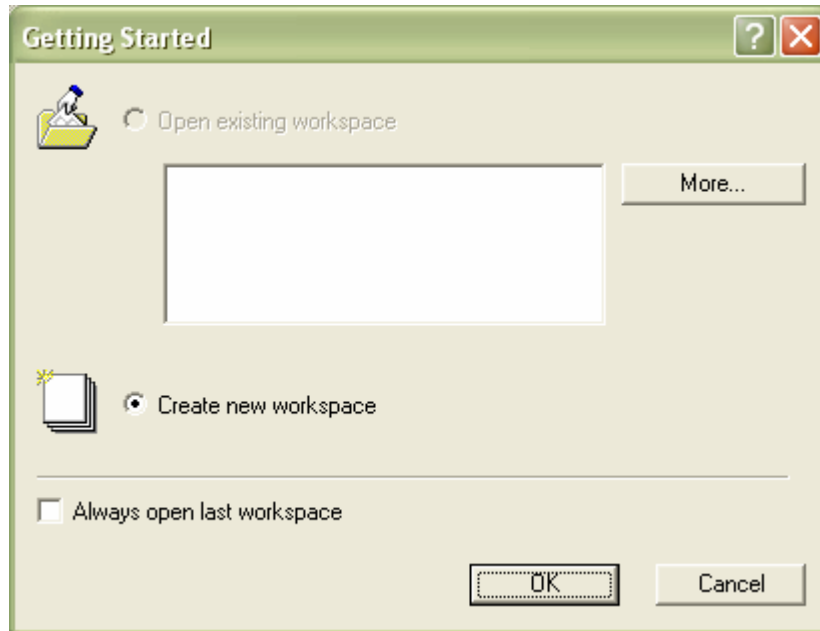 Getting Started
Open existing workspace
More...
Create new workspace
Always open last workspace
OK
Cancel